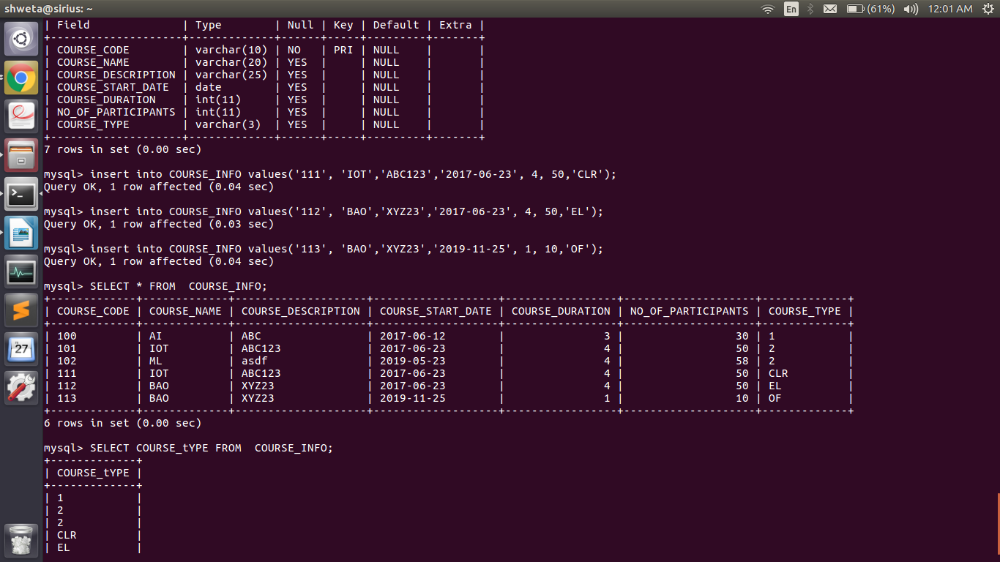 shweta@sirius: ~ En (61%) 12:01 AM
| Field               | Type        | Null | Key | Default | Extra |
+---------------------+-------------+------+-----+---------+-------+
| COURSE_CODE         | varchar(10) | NO   | PRI | NULL    |       |
| COURSE_NAME         | varchar(20) | YES  |     | NULL    |       |
| COURSE_DESCRIPTION  | varchar(25) | YES  |     | NULL    |       |
| COURSE_START_DATE   | date        | YES  |     | NULL    |       |
| COURSE_DURATION     | int(11)     | YES  |     | NULL    |       |
| NO_OF_PARTICIPANTS  | int(11)     | YES  |     | NULL    |       |
| COURSE_TYPE         | varchar(3)  | YES  |     | NULL    |       |
+---------------------+-------------+------+-----+---------+-------+
7 rows in set (0.00 sec)
mysql> insert into COURSE_INFO values('111', 'IOT','ABC123','2017-06-23', 4, 50,'CLR');
Query OK, 1 row affected (0.04 sec)
mysql> insert into COURSE_INFO values('112', 'BAO','XYZ23','2017-06-23', 4, 50,'EL');
Query OK, 1 row affected (0.03 sec)
mysql> insert into COURSE_INFO values('113', 'BAO','XYZ23','2019-11-25', 1, 10,'OF');
Query OK, 1 row affected (0.04 sec)
mysql> SELECT * FROM  COURSE_INFO;
+-------------+-------------+--------------------+-------------------+-----------------+--------------------+-------------+
| COURSE_CODE | COURSE_NAME | COURSE_DESCRIPTION | COURSE_START_DATE | COURSE_DURATION | NO_OF_PARTICIPANTS | COURSE_TYPE |
+-------------+-------------+--------------------+-------------------+-----------------+--------------------+-------------+
| 100         | AI          | ABC                | 2017-06-12        |               3 |                 30 | 1           |
| 101         | IOT         | ABC123             | 2017-06-23        |               4 |                 50 | 2           |
| 102         | ML          | asdf               | 2019-05-23        |               4 |                 58 | 2           |
| 111         | IOT         | ABC123             | 2017-06-23        |               4 |                 50 | CLR         |
| 112         | BAO         | XYZ23              | 2017-06-23        |               4 |                 50 | EL          |
| 113         | BAO         | XYZ23              | 2019-11-25        |               1 |                 10 | OF          |
+-------------+-------------+--------------------+-------------------+-----------------+--------------------+-------------+
6 rows in set (0.00 sec)
mysql> SELECT COURSE_tYPE FROM  COURSE_INFO;
+-------------+
| COURSE_tYPE |
+-------------+
| 1           |
| 2           |
| 2           |
| CLR         |
| EL          |
27